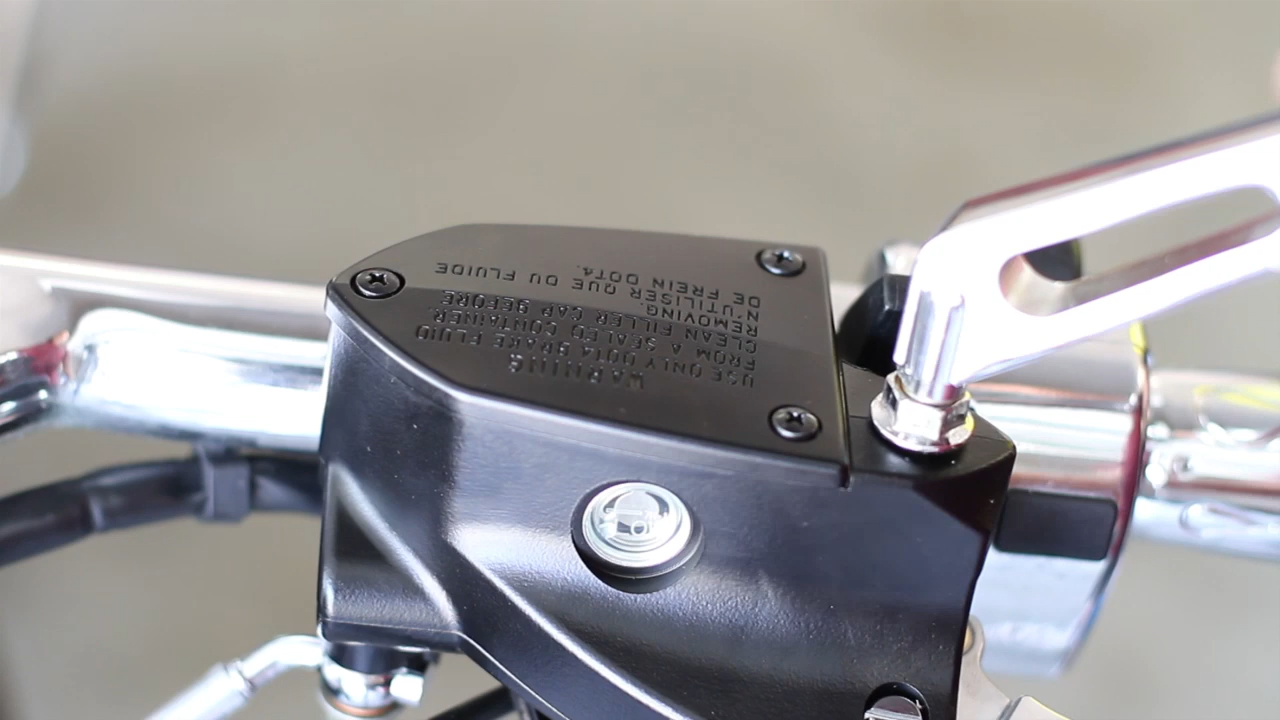 WARNING
USE ONLY DOT4 BRAKE FLUID
FROM A SEALED CONTAINER.
CLEAN FILLER CAP BEFORE
REMOVING.
N'UTILISER QUE DU FLUIDE
DE FREIN DOT4.